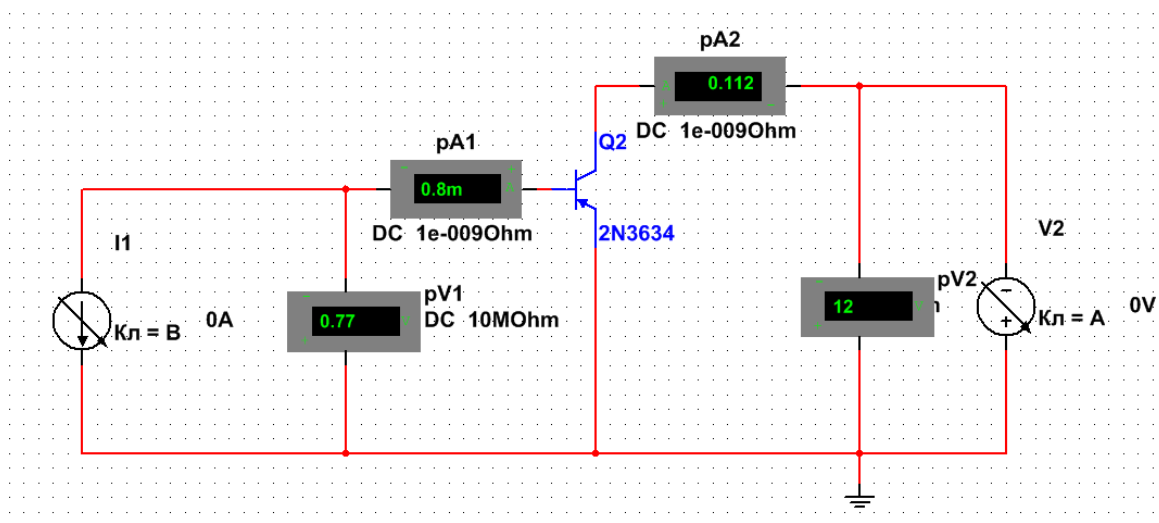 pA2
0.112
A
DC 1e-009Ohm
Q2
pA1
0.8m
A
DC 1e-009Ohm
2N3634
I1
V2
pV1
DC 10MOhm
pV2
0A
Кл = В
0.77
V
12
V
Кл = А
0V